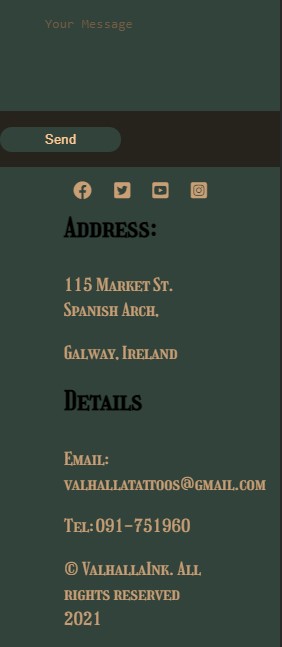 Your Message
Send
Address:
115 Market St.
Spanish Arch,
Galway, Ireland
Details
Email:
valhallatattoos@gmail.com
Tel: 091-751960
© ValhallaInk. All
rights reserved
2021